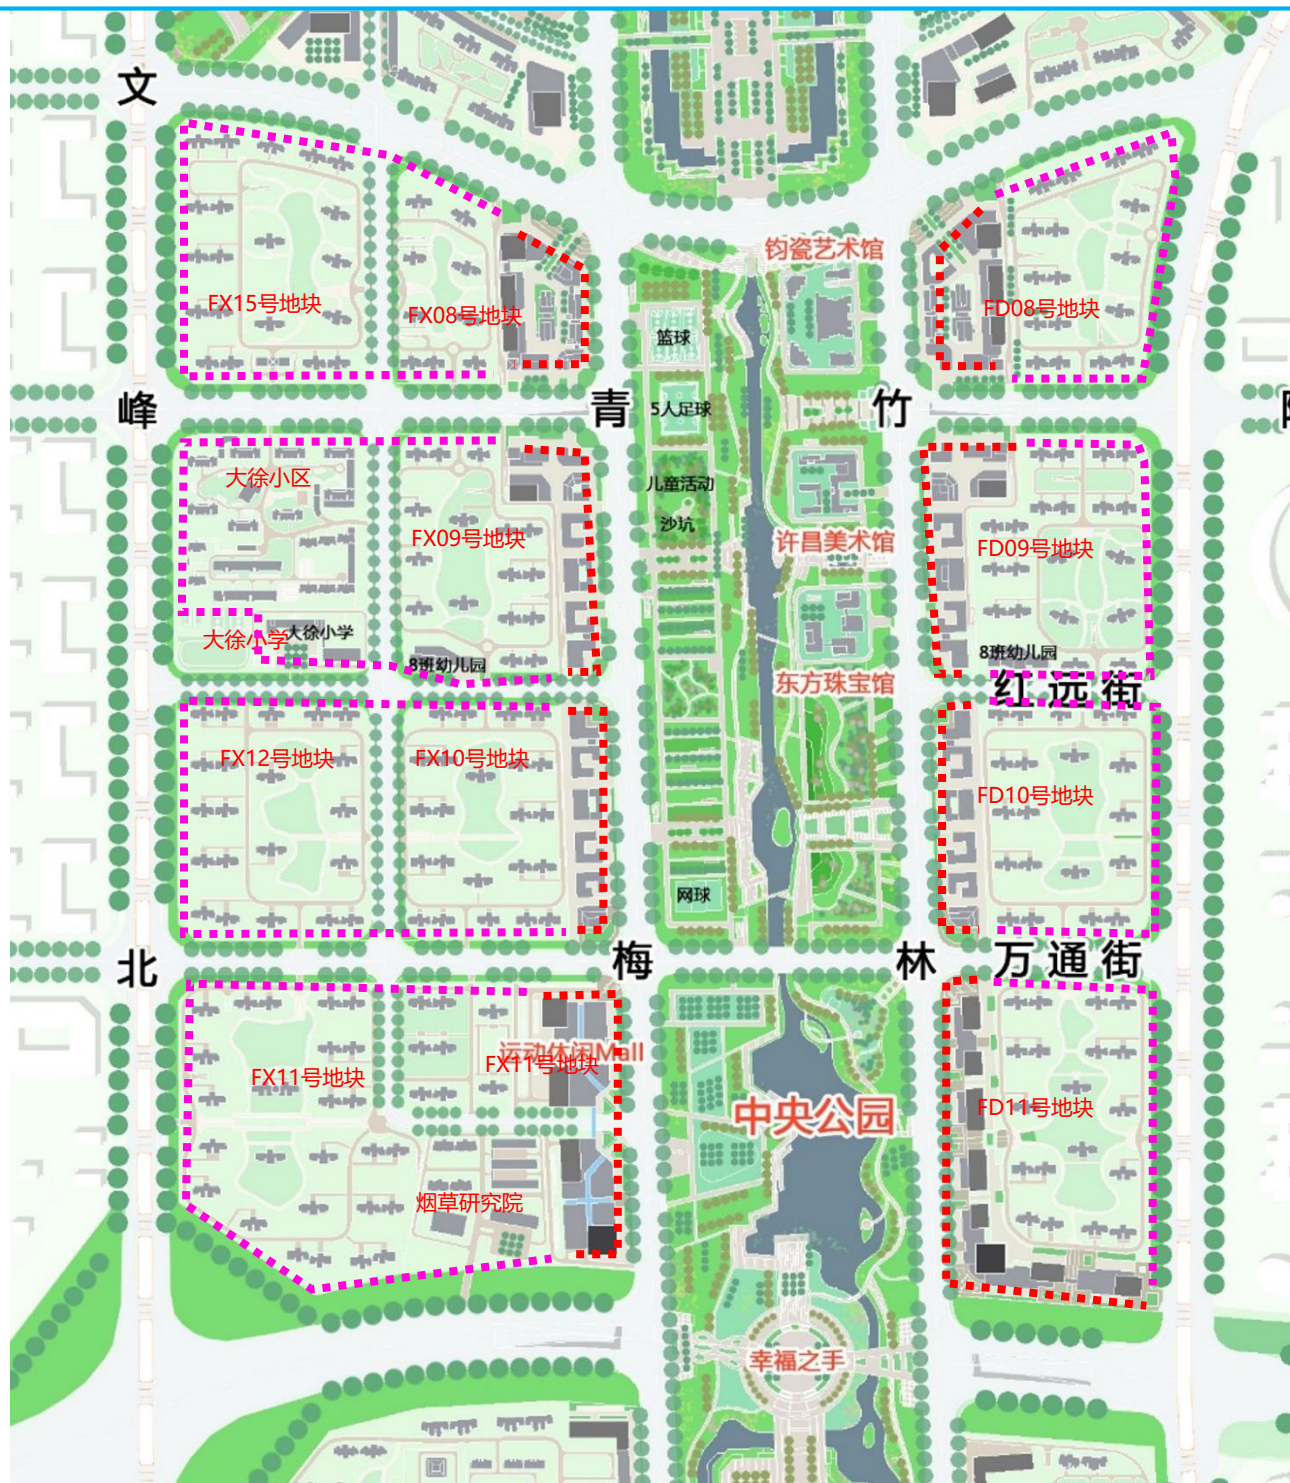 文
钧瓷艺术馆
FX15号地块
FX08号地块
FD08号地块
篮球
峰
青
5人足球
竹
大徐小区
儿童活动
沙坑
FX09号地块
许昌美术馆
FD09号地块
大徐小学
大徐小学
8班幼儿园
8班幼儿园
东方珠宝馆
红远街
FX12号地块
FX10号地块
FD10号地块
网球
北
梅
林
万通街
运动休闲Mall
FX11号地块
FX11号地块
中央公园
FD11号地块
烟草研究院
幸福之手